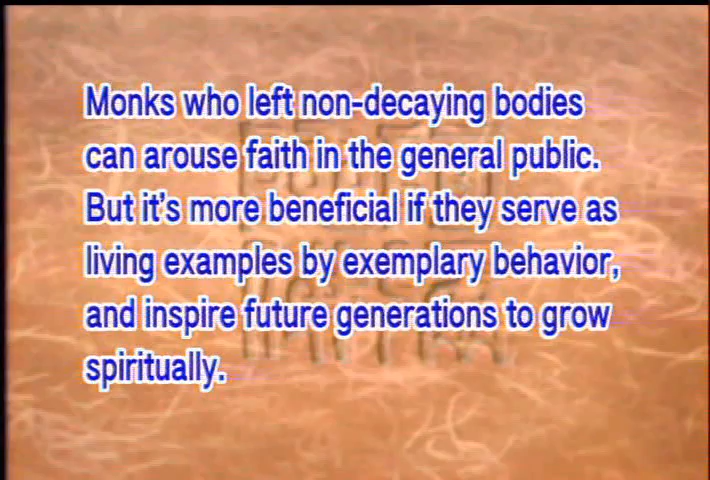 Monks who left non-decaying bodies
can arouse faith in the general public.
But it's more beneficial if they serve as
living examples by exemplary behavior,
and inspire future generations to grow
spiritually.